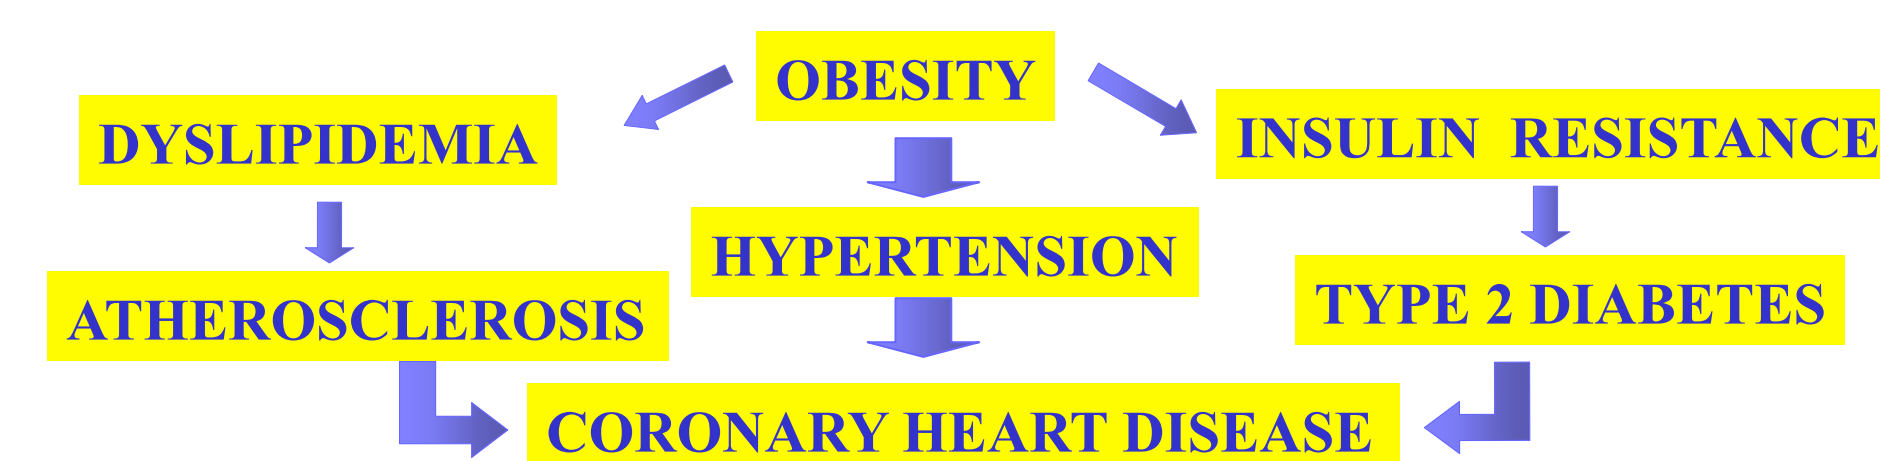 OBESITY
DYSLIPIDEMIA
INSULIN RESISTANCE
HYPERTENSION
ATHEROSCLEROSIS
TYPE 2 DIABETES
CORONARY HEART DISEASE